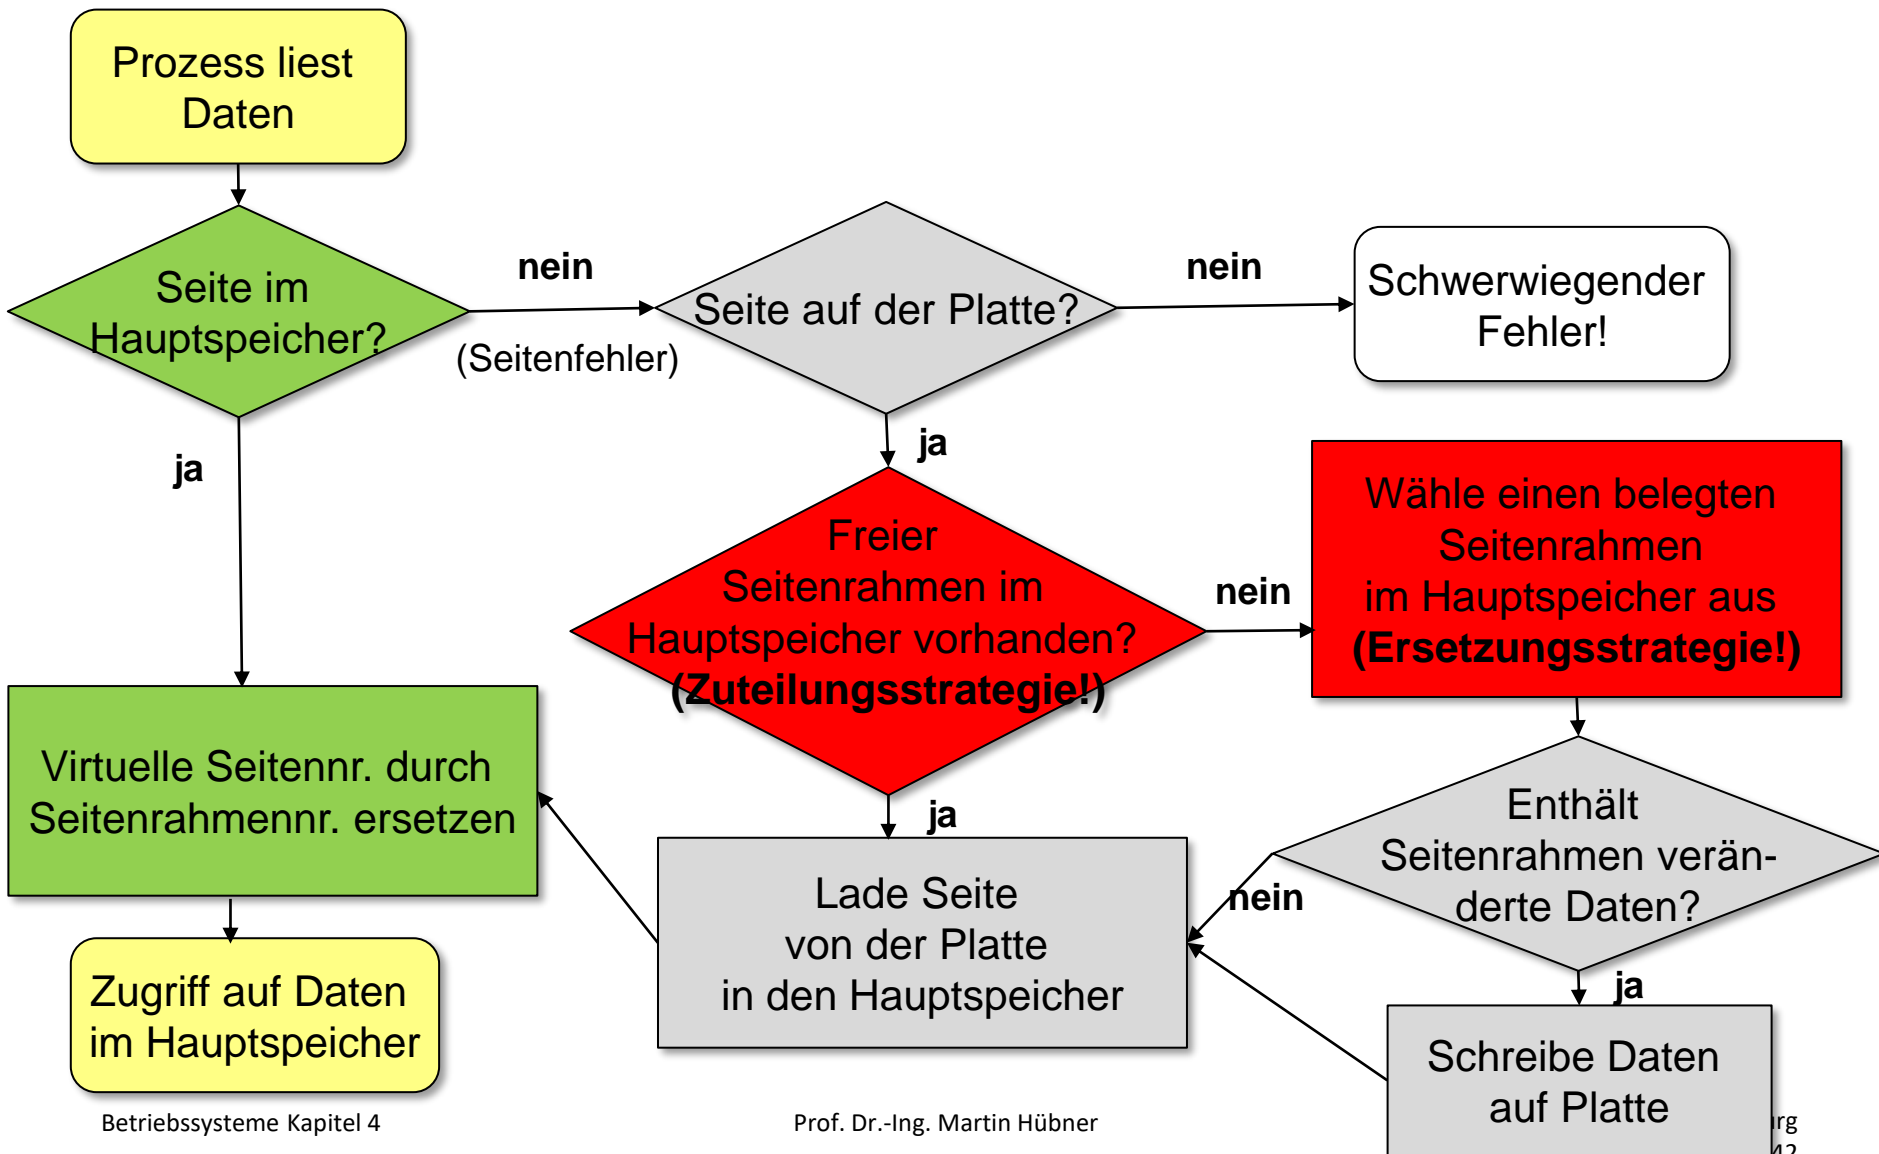 Prozess liest
Daten
Seite im
Hauptspeicher?
nein
(Seitenfehler)
Seite auf der Platte?
nein
Schwerwiegender
Fehler!
ja
ja
Freier
Seitenrahmen im
Hauptspeicher vorhanden?
(Zuteilungsstrategie!)
nein
Wähle einen belegten
Seitenrahmen
im Hauptspeicher aus
(Ersetzungsstrategie!)
Virtuelle Seitennr. durch
Seitenrahmennr. ersetzen
ja
Enthält
Seitenrahmen verän-
derte Daten?
nein
Lade Seite
von der Platte
in den Hauptspeicher
ja
Zugriff auf Daten
im Hauptspeicher
Schreibe Daten
auf Platte
Betriebssysteme Kapitel 4
Prof. Dr.-Ing. Martin Hübner